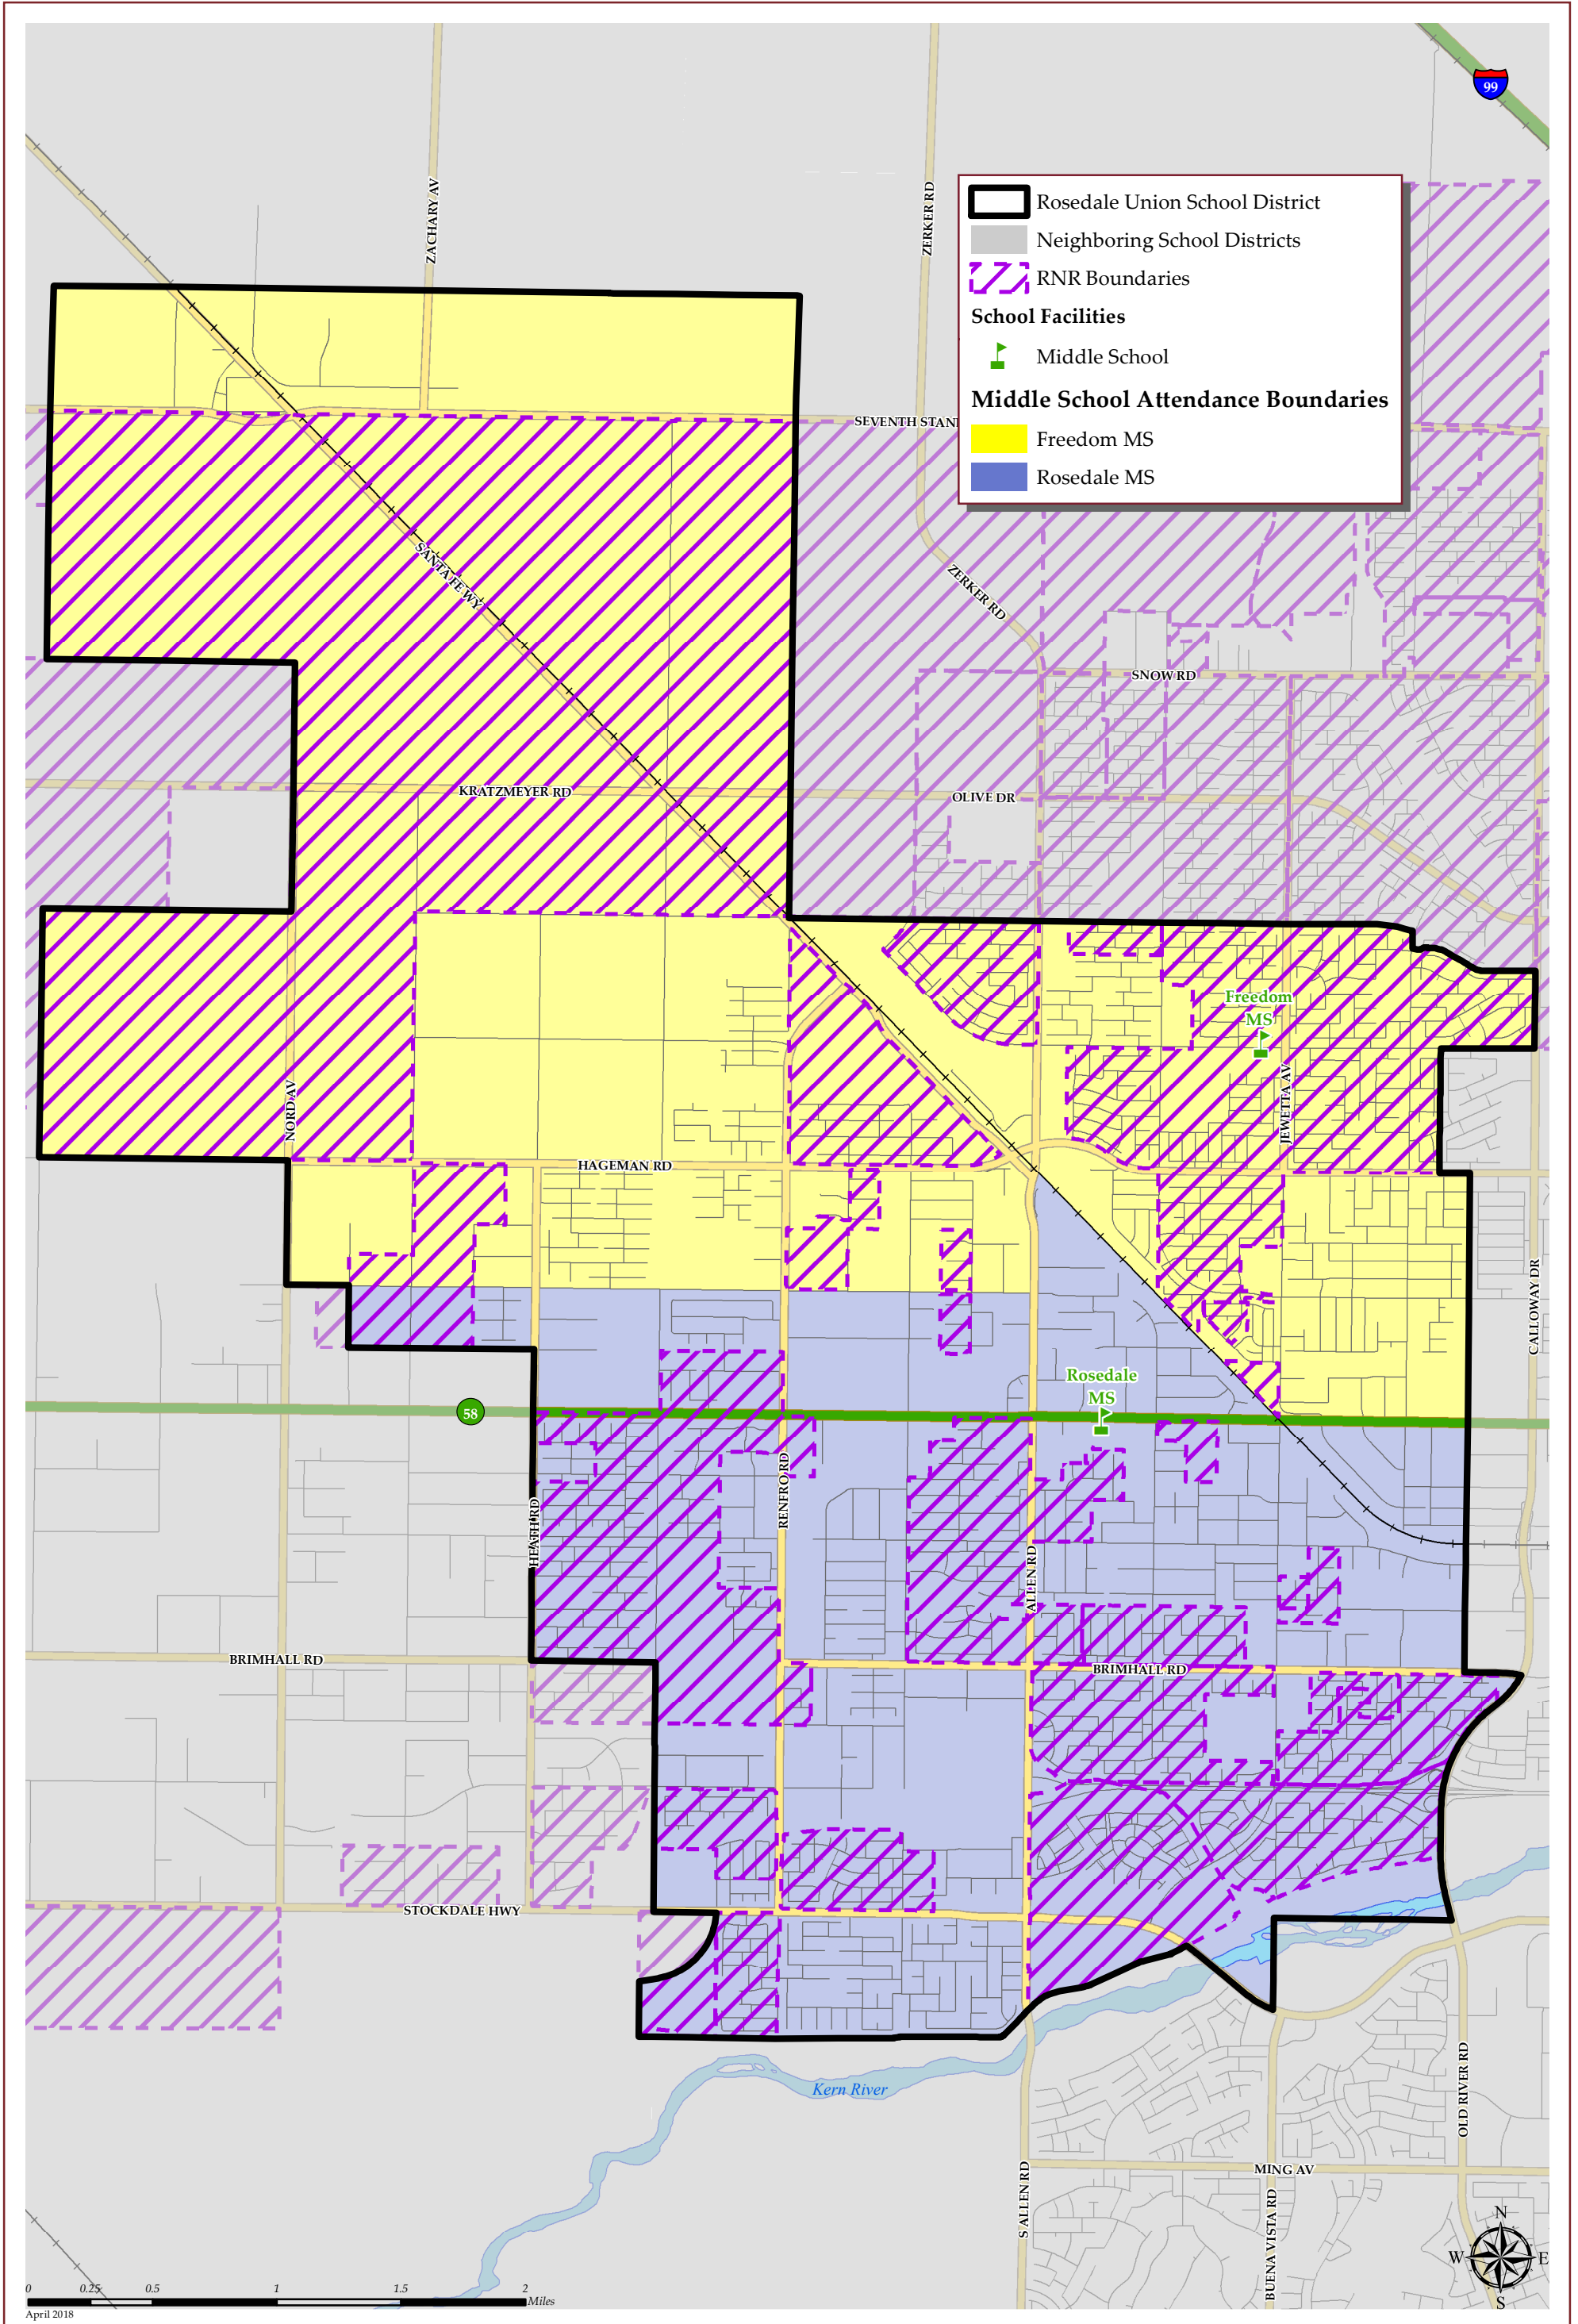 99
ZACHARY AV
ZERKER RD
Rosedale Union School District
Neighboring School Districts
RNR Boundaries
School Facilities
Middle School
Middle School Attendance Boundaries
Freedom MS
Rosedale MS
SEVENTH STAN
SANTA FE WY
ZERKER RD
SNOW RD
KRATZMEYER RD
OLIVE DR
Freedom
MS
NORD AV
JEWETTA AV
HAGEMAN RD
CALLOWAY DR
Rosedale
MS
58
RENFRO RD
HEATH RD
ALLEN RD
BRIMHALL RD
BRIMHALL RD
STOCKDALE HWY
Kern River
OLD RIVER RD
MING AV
S ALLEN RD
BUENA VISTA RD
N
W
E
S
0 0.25 0.5 1 1.5 2
Miles
April 2018